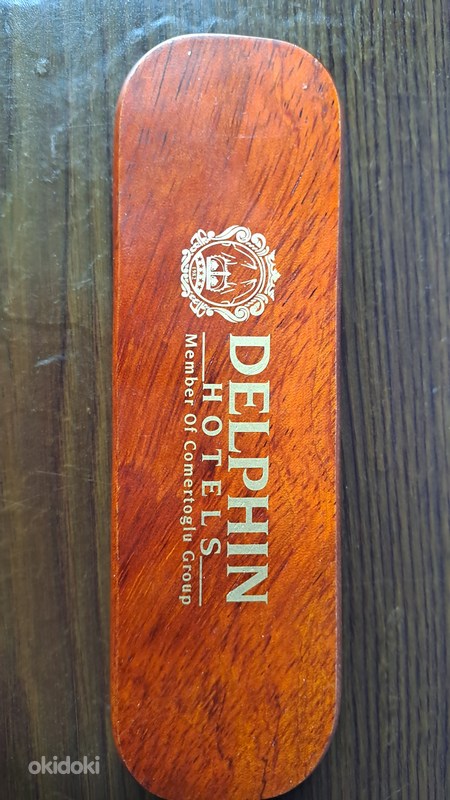 DELPHIN
HOTELS
Member Of Comertoglu Group
okidoki